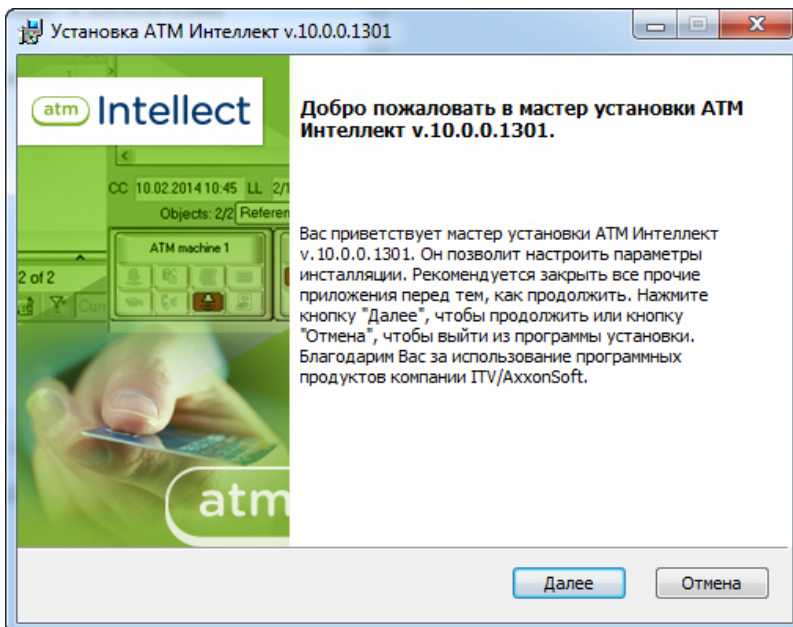 Установка АТМ Интеллект v.10.0.0.1301
atm Intellect
CC 10.02.2014 10:45 LL 2/1
Objects: 2/2 Referen
ATM machine 1
2 of 2
Curr
atm
Добро пожаловать в мастер установки АТМ
Интеллект v.10.0.0.1301.
Вас приветствует мастер установки АТМ Интеллект
v.10.0.0.1301. Он позволит настроить параметры
инсталляции. Рекомендуется закрыть все прочие
приложения перед тем, как продолжить. Нажмите
кнопку "Далее", чтобы продолжить или кнопку
"Отмена", чтобы выйти из программы установки.
Благодарим Вас за использование программных
продуктов компании ITV/AxxonSoft.
Далее
Отмена